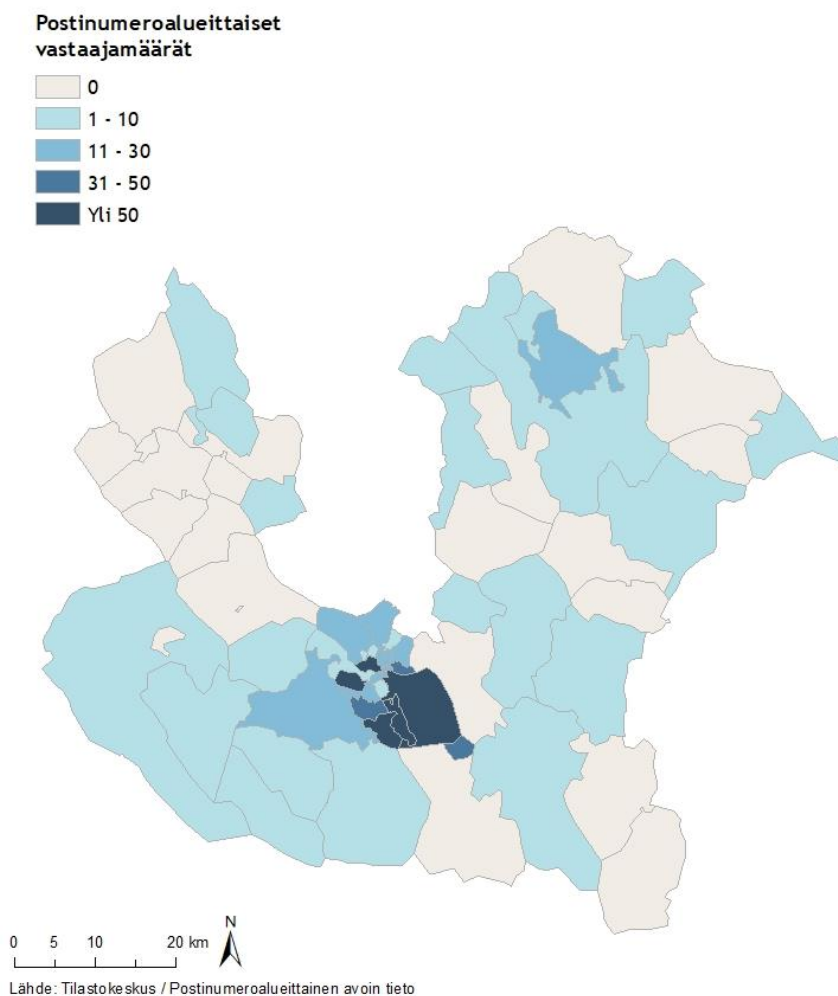 Postinumeroalueittaiset
vastaajamäärät
0
1 - 10
11 - 30
31 - 50
Yli 50
N
0 5 10 20 km
Lähde: Tilastokeskus / Postinumeroalueittainen avoin tieto